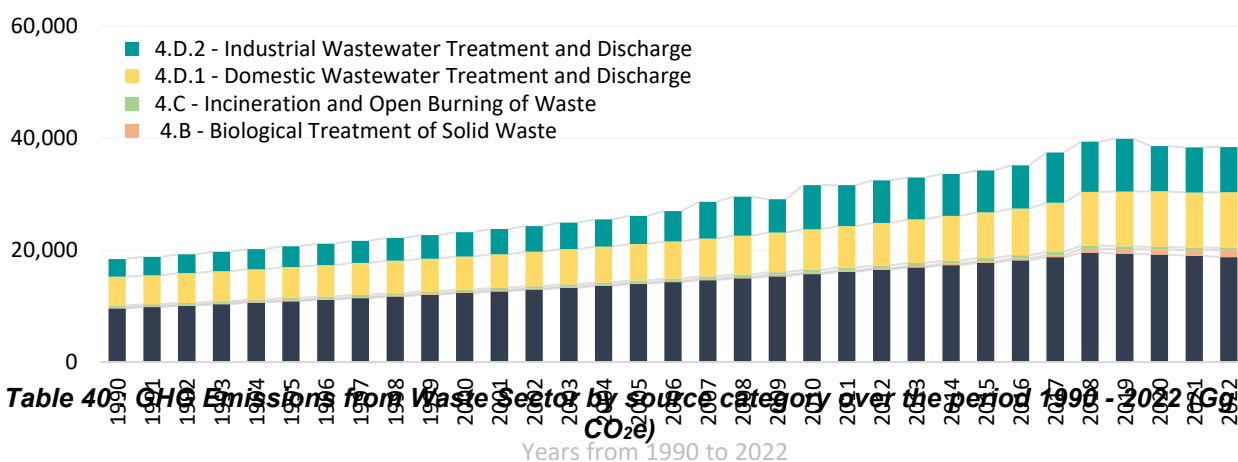 60,000
4.D.2 - Industrial Wastewater Treatment and Discharge
4.D.1 - Domestic Wastewater Treatment and Discharge
4.C - Incineration and Open Burning of Waste
4.B - Biological Treatment of Solid Waste
40,000
20,000
0
1990 1991 1992 1993 1994 1995 1996 1997 1998 1999 2000 2001 2002 2003 2004 2005 2006 2007 2008 2009 2010 2011 2012 2013 2014 2015 2016 2017 2018 2019 2020 2021 2022
Table 40 : GHG Emissions from Waste Sector by source category over the period 1990 - 2022 (Gg
CO₂e)
Years from 1990 to 2022